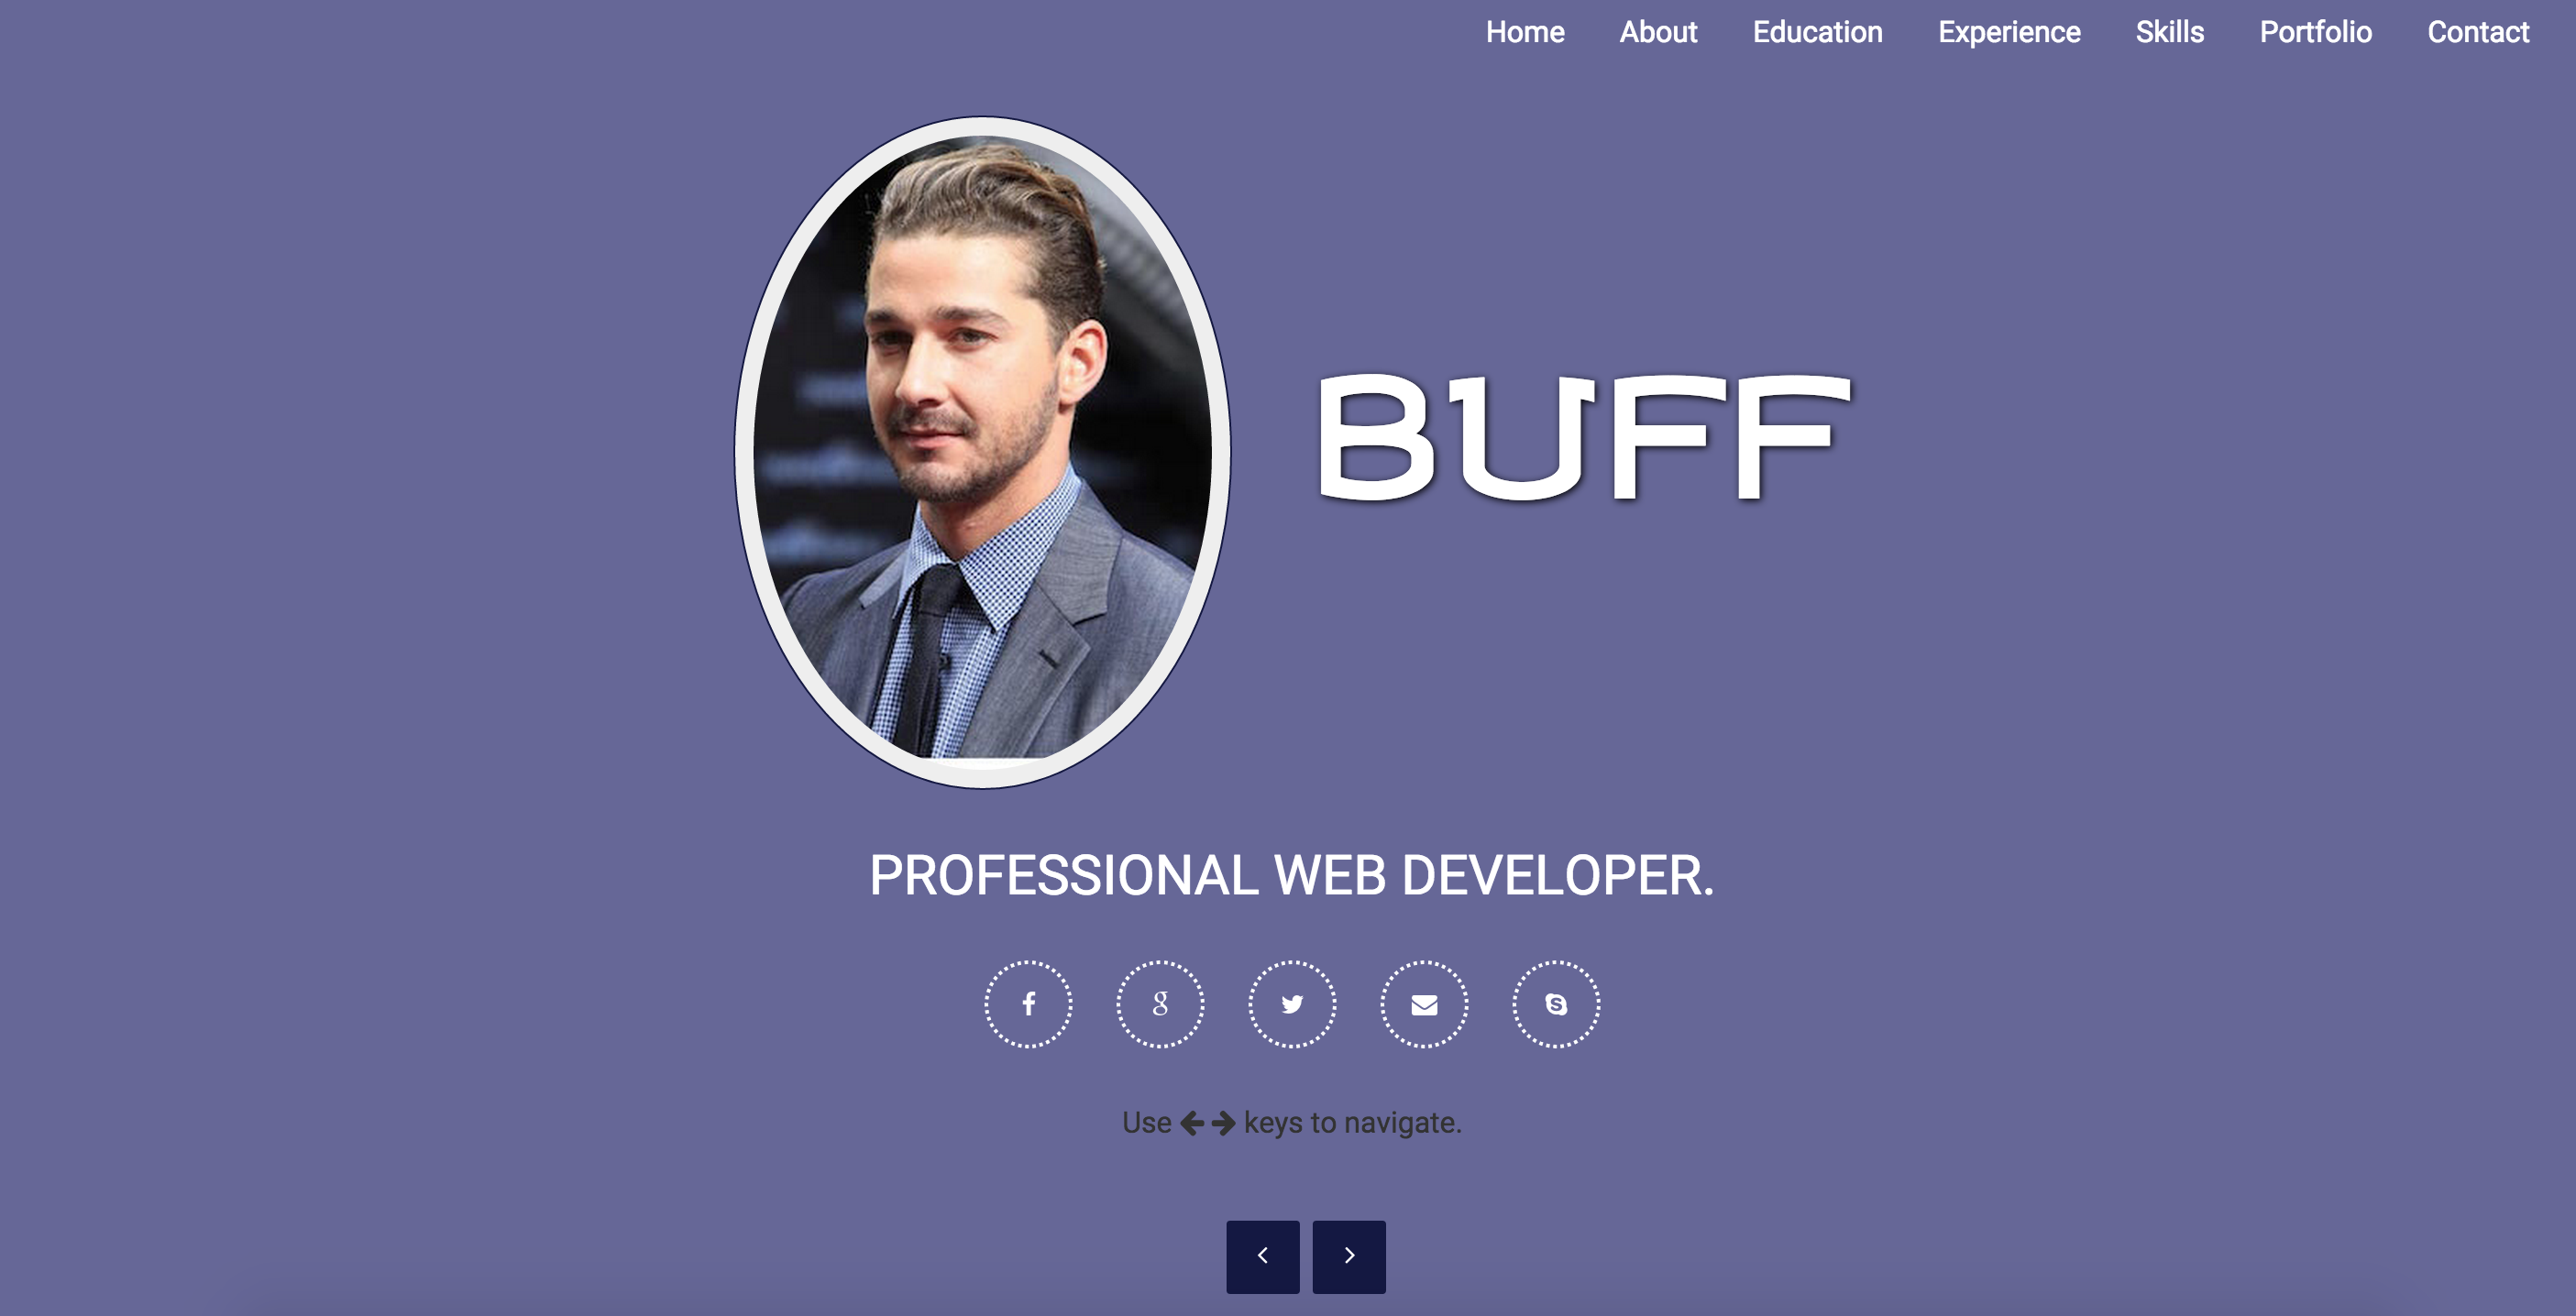 Home About Education Experience Skills Portfolio Contact
BUFF
PROFESSIONAL WEB DEVELOPER.
Use keys to navigate.